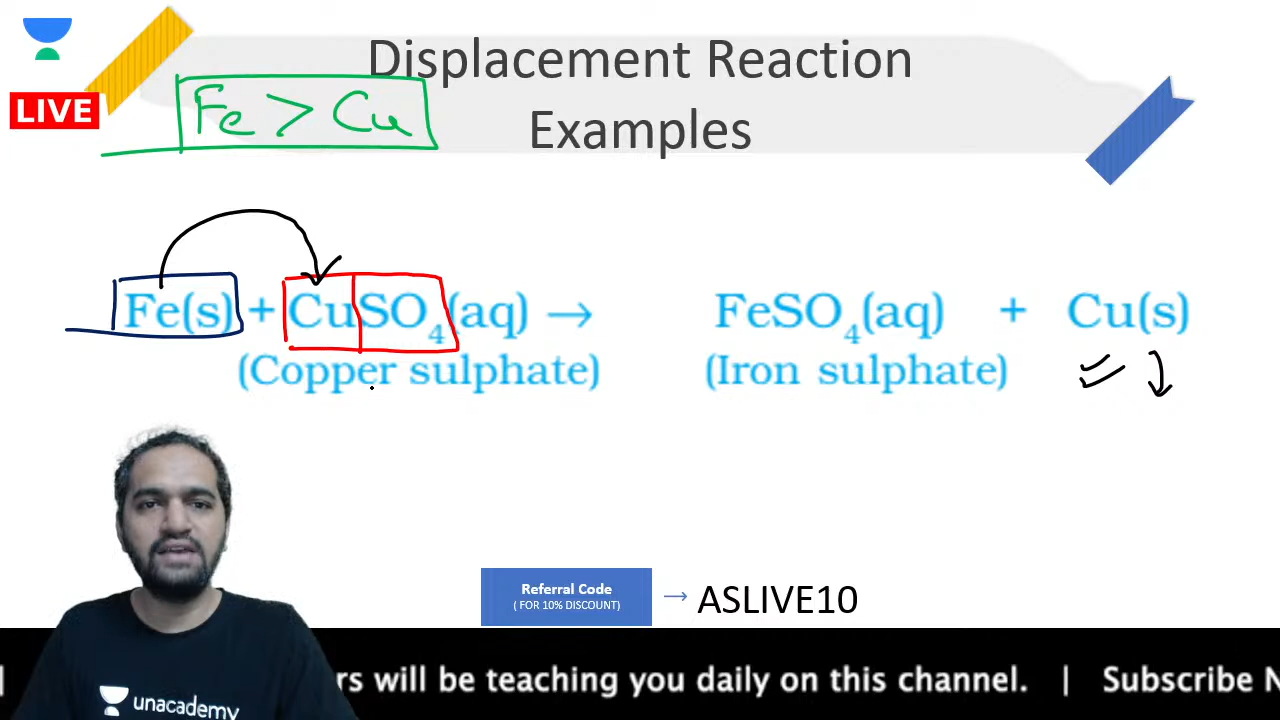 Displacement Reaction
Examples
LIVE
Fe > Cu
Fe(s) + CuSO₄(aq) → FeSO₄(aq) + Cu(s)
(Copper sulphate) (Iron sulphate)
Referral Code
( FOR 10% DISCOUNT)
→ ASLIVE10
rs will be teaching you daily on this channel. | Subscribe N
unacademy